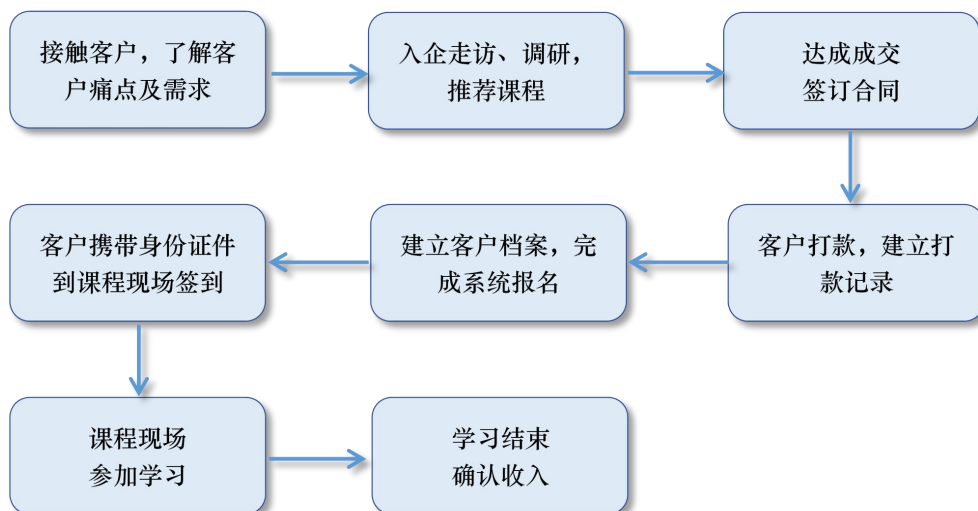 接触客户，了解客
户痛点及需求
入企走访、调研，
推荐课程
达成成交
签订合同
客户打款，建立打
款记录
建立客户档案，完
成系统报名
客户携带身份证件
到课程现场签到
课程现场
参加学习
学习结束
确认收入